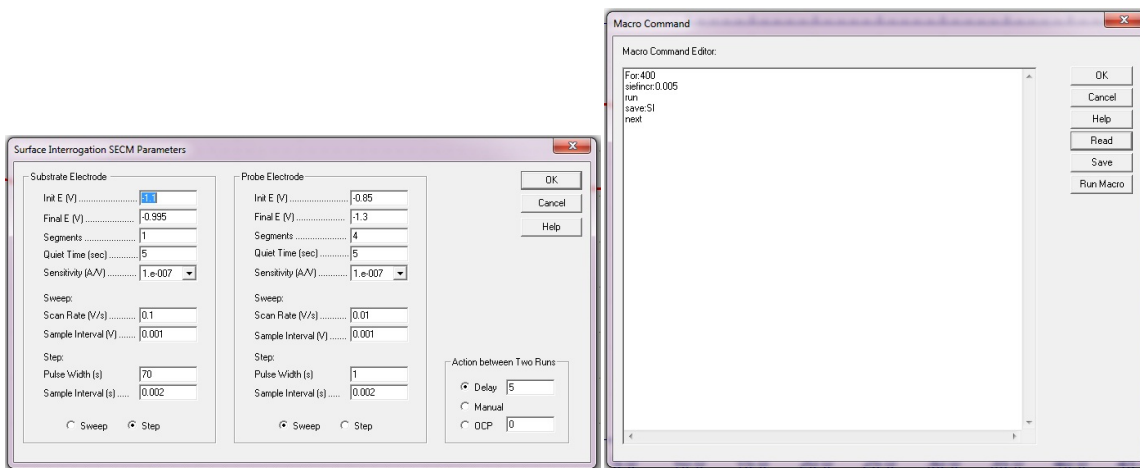 Surface Interrogation SECM Parameters
Substrate Electrode
Init E (V) ........................ -1.1
Final E (V) .................... -0.995
Segments .................... 1
Quiet Time (sec) ........... 5
Sensitivity (A/V) ............ 1.e-007
Sweep:
Scan Rate (V/s) ........... 0.1
Sample Interval (V) ....... 0.001
Step:
Pulse Width (s) 70
Sample Interval (s) ..... 0.002
Sweep Step
Probe Electrode
Init E (V) ........................ -0.85
Final E (V) .................... -1.3
Segments .................... 4
Quiet Time (sec) ........... 5
Sensitivity (A/V) ............ 1.e-007
Sweep:
Scan Rate (V/s) ........... 0.01
Sample Interval (V) ....... 0.001
Step:
Pulse Width (s) 1
Sample Interval (s) ..... 0.002
Sweep Step
OK
Cancel
Help
Action between Two Runs
Delay 5
Manual
OCP 0
Macro Command
Macro Command Editor:
For:400
siefincr:0.005
run
save:SI
next
OK
Cancel
Help
Read
Save
Run Macro